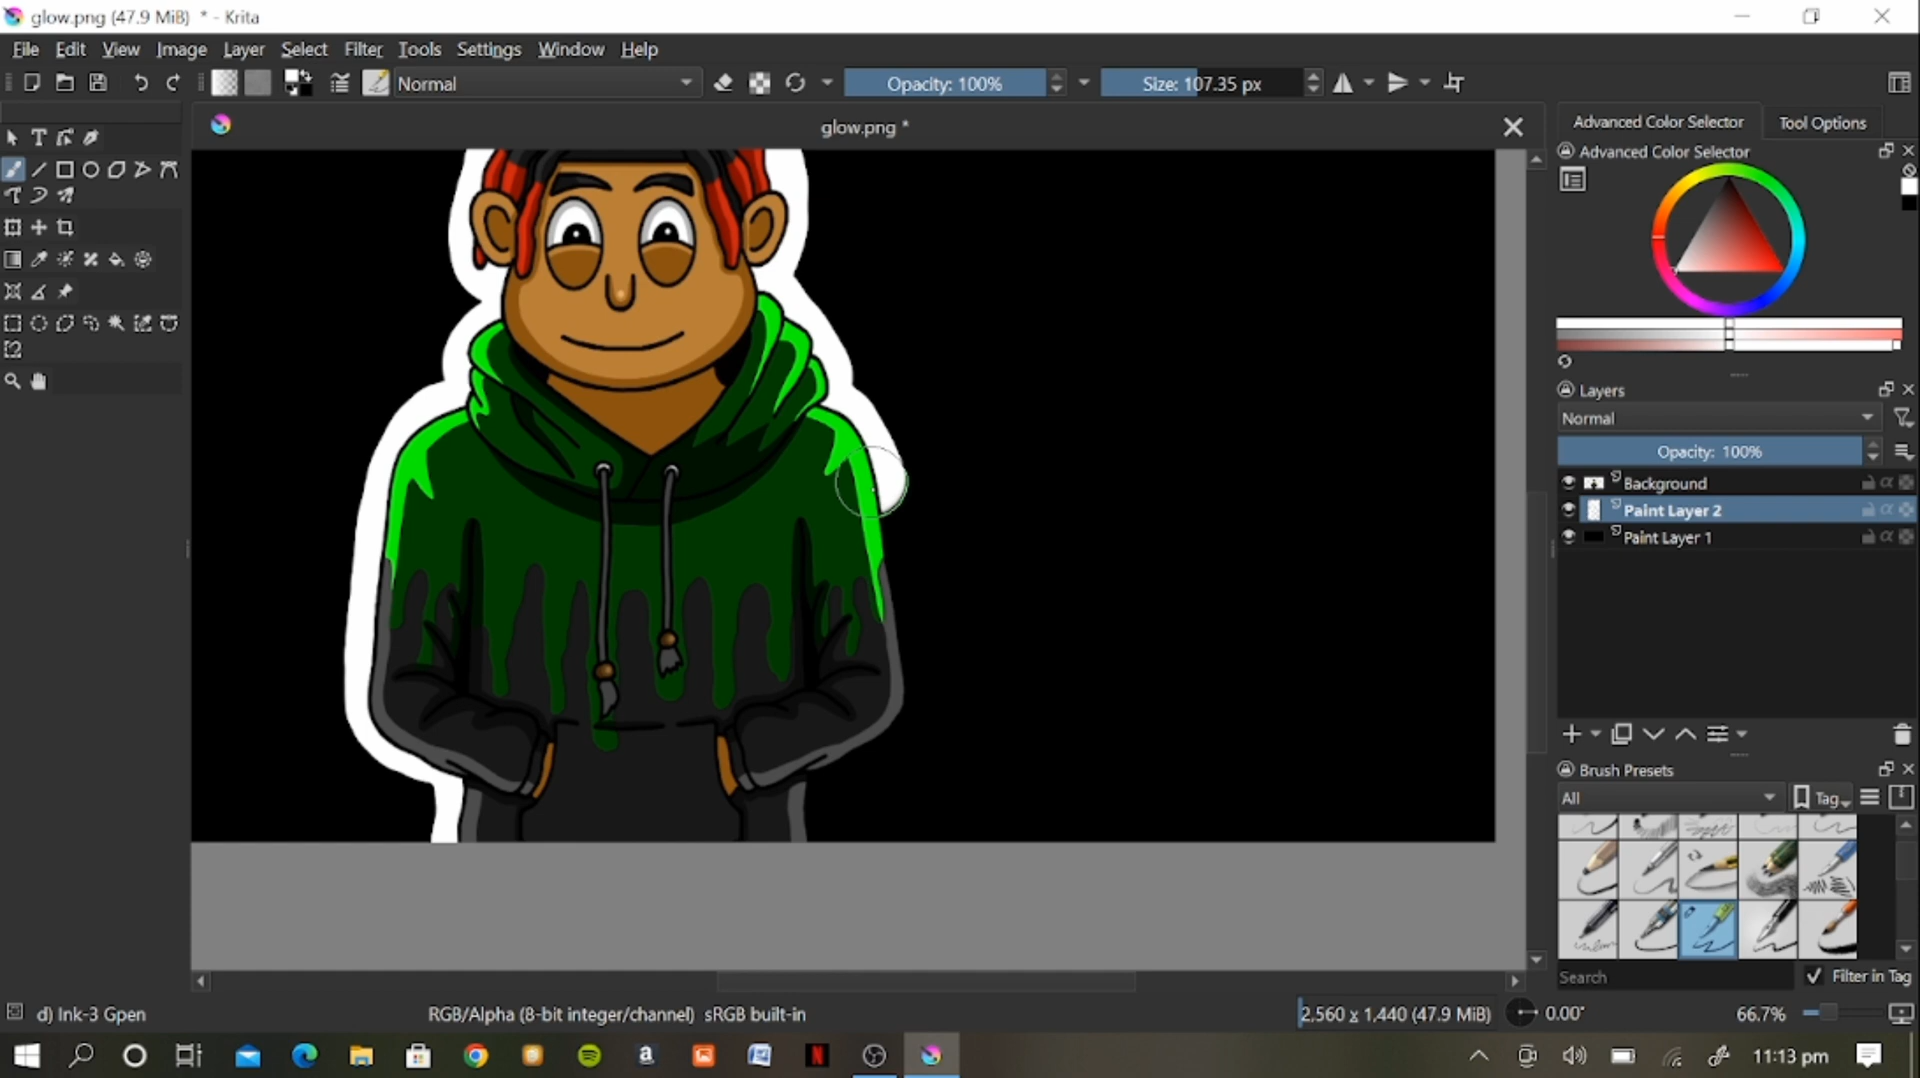 glow.png (47.9 MiB) * - Krita
File Edit View Image Layer Select Filter Tools Settings Window Help
Normal
Opacity: 100%
Size: 107.35 px
glow.png *
Advanced Color Selector
Tool Options
Advanced Color Selector
Layers
Normal
Opacity: 100%
Background
Paint Layer 2
Paint Layer 1
Brush Presets
All
Tag
Search
Filter in Tag
d) Ink-3 Gpen
RGB/Alpha (8-bit integer/channel) sRGB built-in
2,560 x 1,440 (47.9 MiB)
0.00°
66.7%
11:13 pm